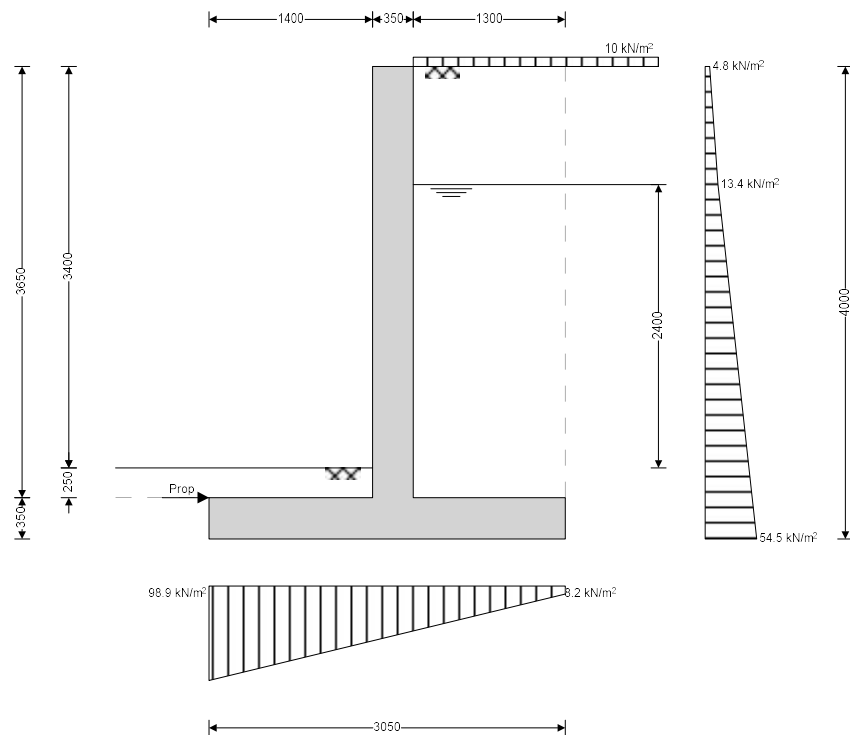 1400
350
1300
10 kN/m²
4.8 kN/m²
13.4 kN/m²
3650
3400
2400
4000
250
Prop
350
54.5 kN/m²
98.9 kN/m²
8.2 kN/m²
3050